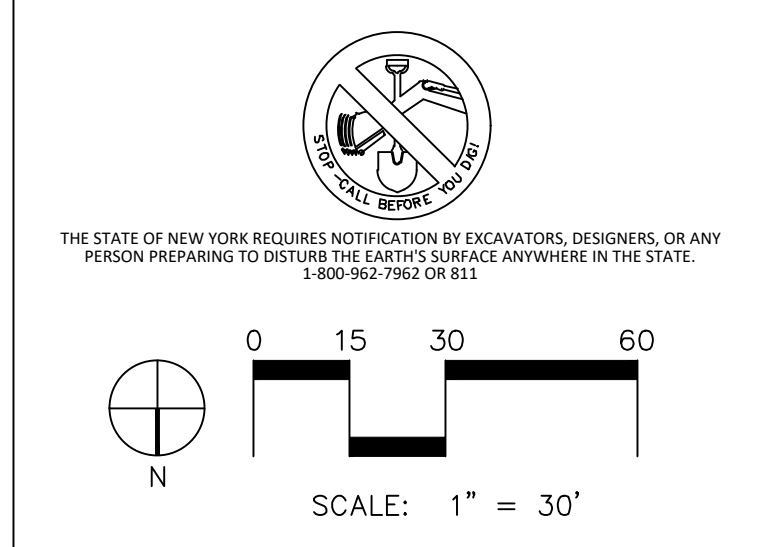 STOP-CALL BEFORE YOU DIG!
THE STATE OF NEW YORK REQUIRES NOTIFICATION BY EXCAVATORS, DESIGNERS, OR ANY
PERSON PREPARING TO DISTURB THE EARTH'S SURFACE ANYWHERE IN THE STATE.
1-800-962-7962 OR 811
0 15 30 60
N
SCALE: 1" = 30'